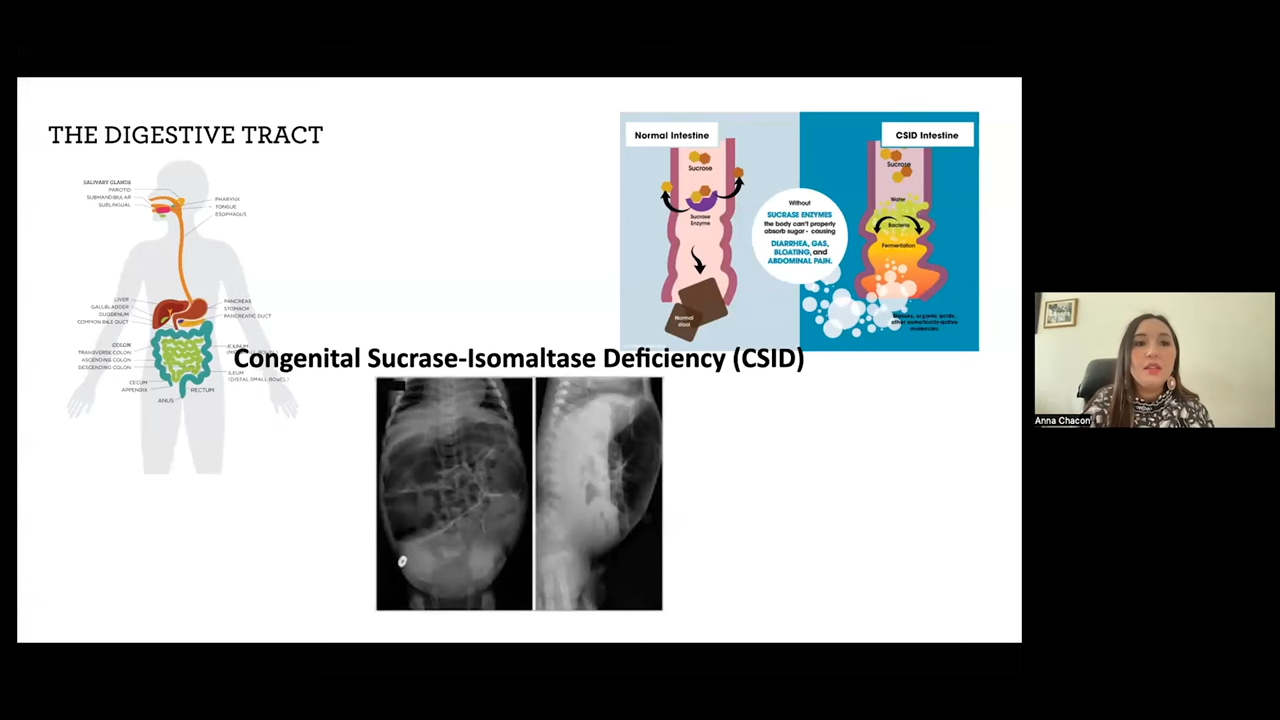 THE DIGESTIVE TRACT
SALIVARY GLANDS
PAROTID
SUBMANDIBULAR
SUBLINGUAL
PHARYNX
TONGUE
ESOPHAGUS
LIVER
GALLBLADDER
DUODENUM
COMMON BILE DUCT
PANCREAS
STOMACH
PANCREATIC DUCT
COLON
TRANSVERSE COLON
ASCENDING COLON
DESCENDING COLON
CECUM
APPENDIX
ANUS
RECTUM
ILEUM
(DISTAL SMALL BOWEL)
Normal Intestine
Sucrose
Sucrase
Enzyme
Normal
stool
Without
SUCRASE ENZYMES
the body can't properly
absorb sugar - causing
DIARRHEA, GAS,
BLOATING, and
ABDOMINAL PAIN.
CSID Intestine
Sucrose
Water
Bacteria
Fermentation
organic acids,
other osmotically-active
molecules
Congenital Sucrase-Isomaltase Deficiency (CSID)
Anna Chacon